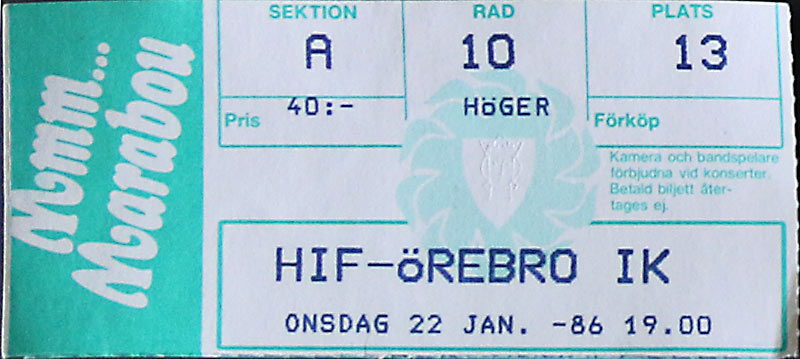 Mmm...
Marabou
SEKTION RAD PLATS
A 10 13
Pris 40:- HöGER Förköp
Kamera och bandspelare
förbjudna vid konserter.
Betald biljett åter-
tages ej.
HIF-öREBRO IK
ONSDAG 22 JAN. -86 19.00